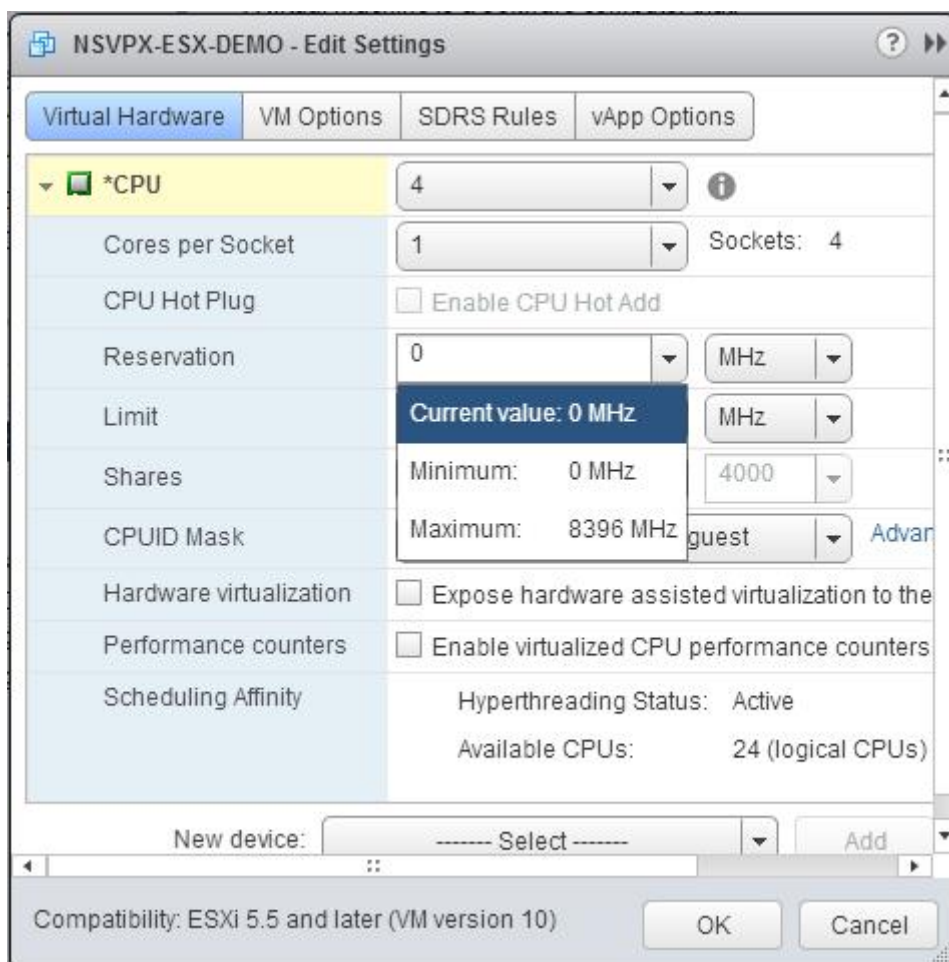 NSVPX-ESX-DEMO - Edit Settings
Virtual Hardware VM Options SDRS Rules vApp Options
*CPU 4
Cores per Socket 1 Sockets: 4
CPU Hot Plug Enable CPU Hot Add
Reservation 0 MHz
Limit Current value: 0 MHz MHz
Shares Minimum: 0 MHz 4000
CPUID Mask Maximum: 8396 MHz guest Advan
Hardware virtualization Expose hardware assisted virtualization to the
Performance counters Enable virtualized CPU performance counters
Scheduling Affinity Hyperthreading Status: Active
Available CPUs: 24 (logical CPUs)
New device: ------- Select ------- Add
Compatibility: ESXi 5.5 and later (VM version 10) OK Cancel